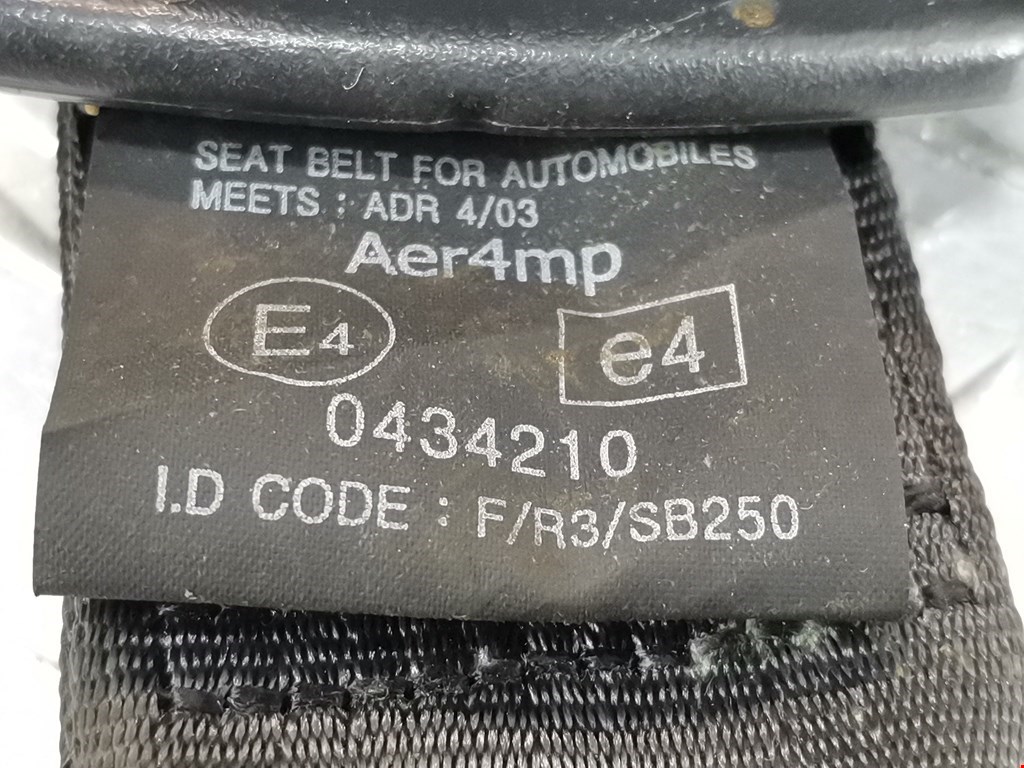 SEAT BELT FOR AUTOMOBILES
MEETS : ADR 4/03
Aer4mp
E4 e4
0434210
I.D CODE : F/R3/SB250